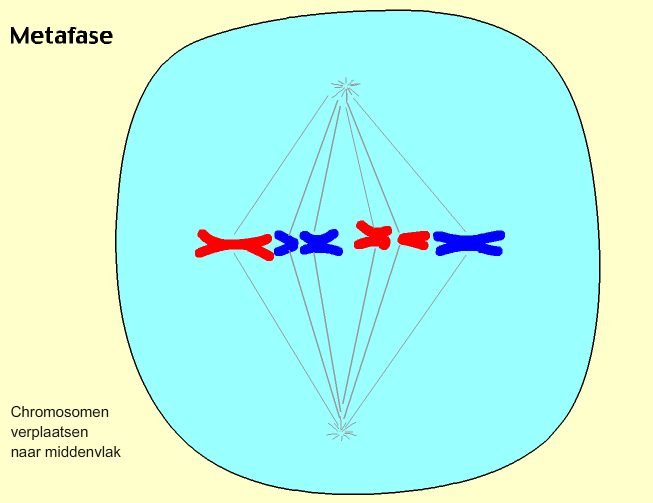 Metafase
Chromosomen
verplaatsen
naar middenvlak